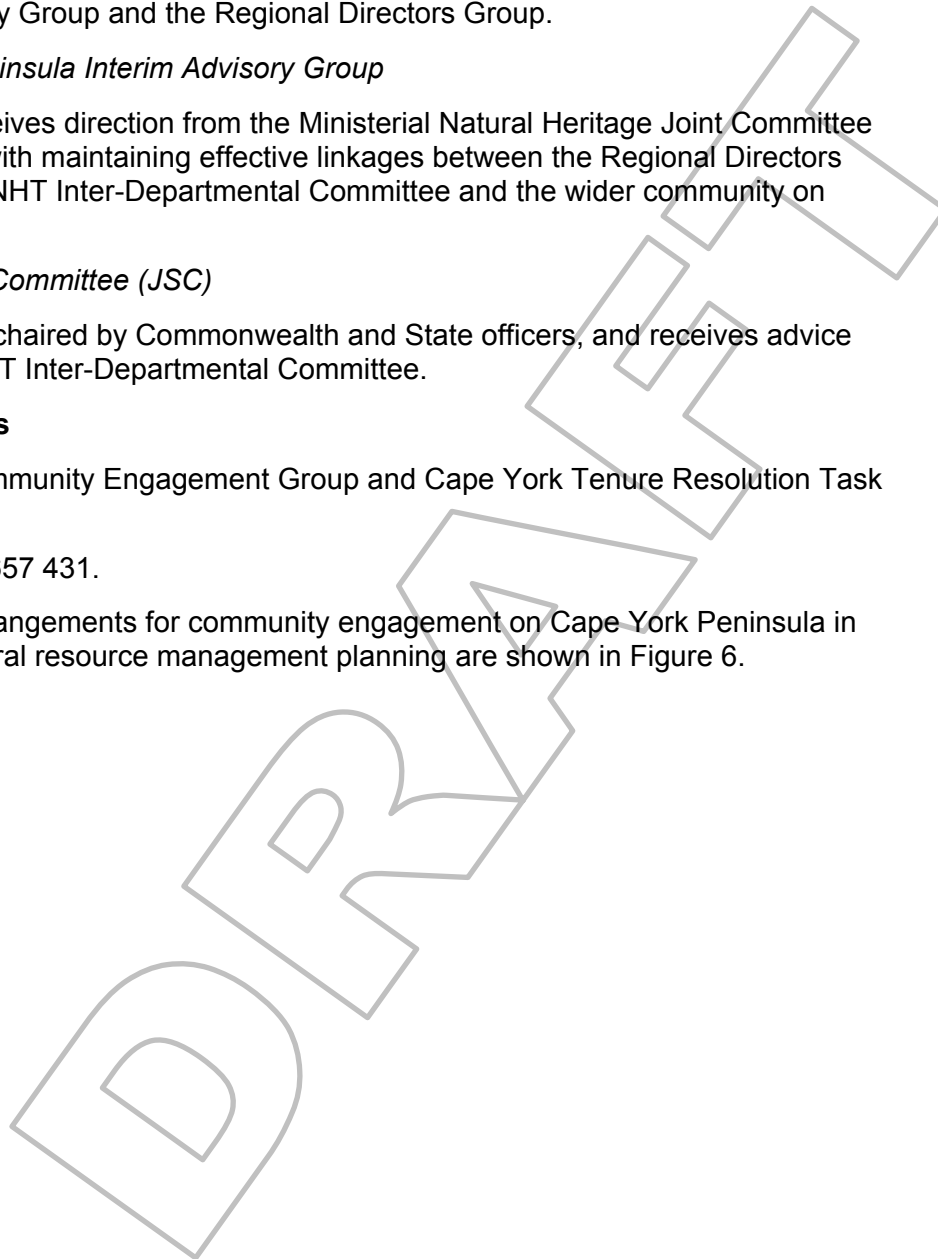 y Group and the Regional Directors Group.
insula Interim Advisory Group
eives direction from the Ministerial Natural Heritage Joint Committee
with maintaining effective linkages between the Regional Directors
NHT Inter-Departmental Committee and the wider community on
Committee (JSC)
chaired by Commonwealth and State officers, and receives advice
T Inter-Departmental Committee.
s
mmunity Engagement Group and Cape York Tenure Resolution Task
657 431.
angements for community engagement on Cape York Peninsula in
ral resource management planning are shown in Figure 6.
DRAFT